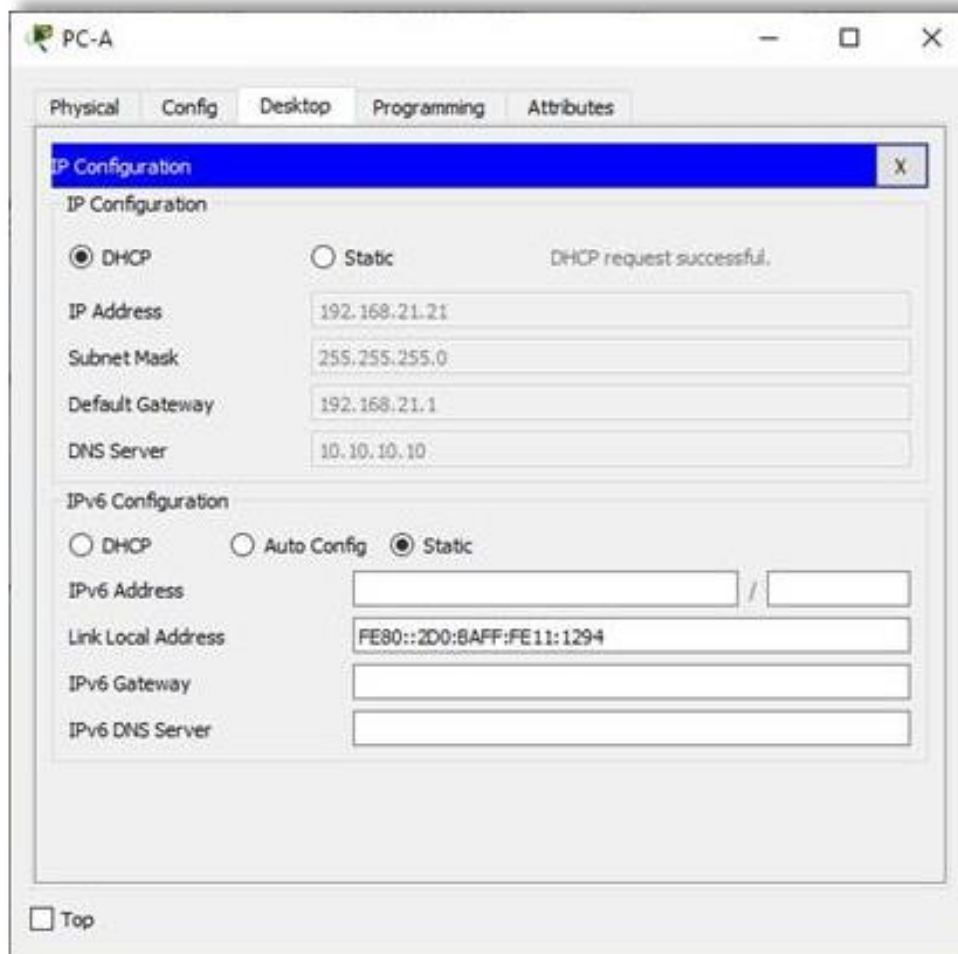 PC-A
Physical Config Desktop Programming Attributes
IP Configuration X
IP Configuration
DHCP Static DHCP request successful.
IP Address 192.168.21.21
Subnet Mask 255.255.255.0
Default Gateway 192.168.21.1
DNS Server 10.10.10.10
IPv6 Configuration
DHCP Auto Config Static
IPv6 Address /
Link Local Address FE80::2D0:BAFF:FE11:1294
IPv6 Gateway
IPv6 DNS Server
Top